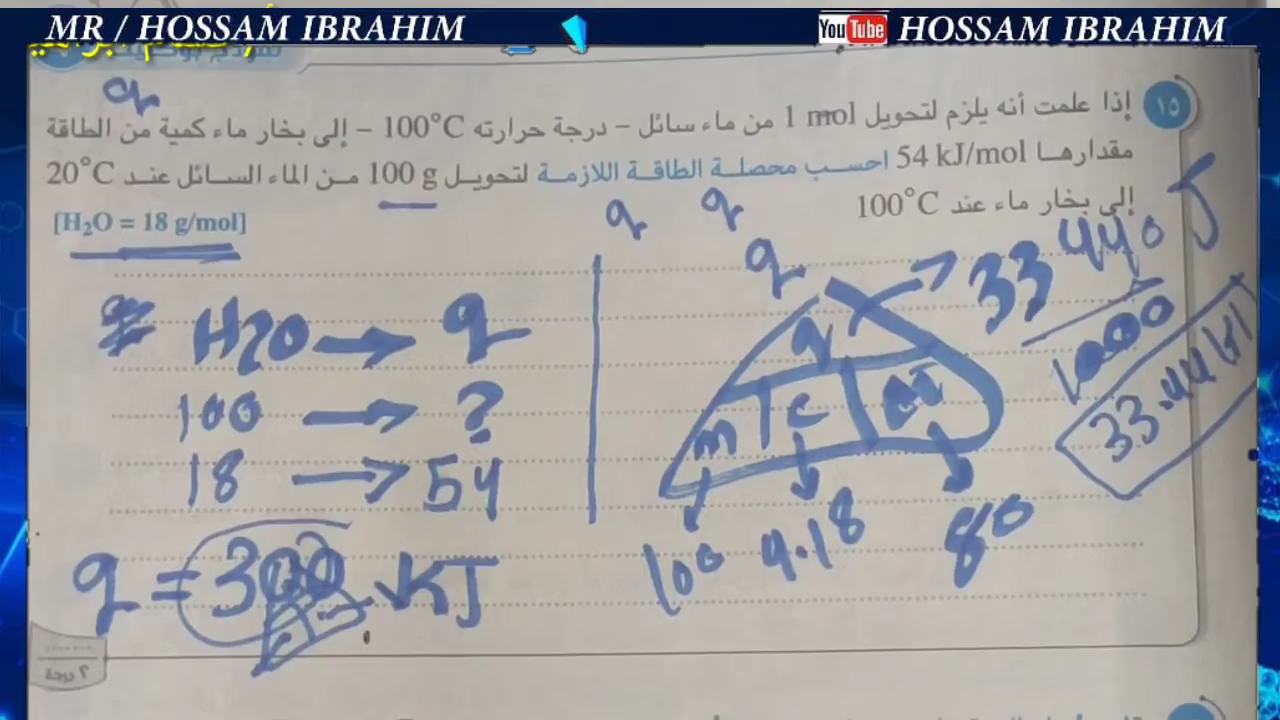 MR / HOSSAM IBRAHIM
YouTube HOSSAM IBRAHIM
١٥ إذا علمت أنه يلزم لتحويل 1 mol من ماء سائل – درجة حرارته 100°C – إلى بخار ماء كمية من الطاقة
مقدارها 54 kJ/mol احسب محصلة الطاقة اللازمة لتحويل 100 g من الماء السائل عند 20°C
إلى بخار ماء عند 100°C
[H₂O = 18 g/mol]
q
q q
H2O → q
100 → ?
18 → 54
q = 300 KJ
q → 33440 J
1000
33.44 KJ
q
m c ΔT
100 4.18 80
٢ درجة